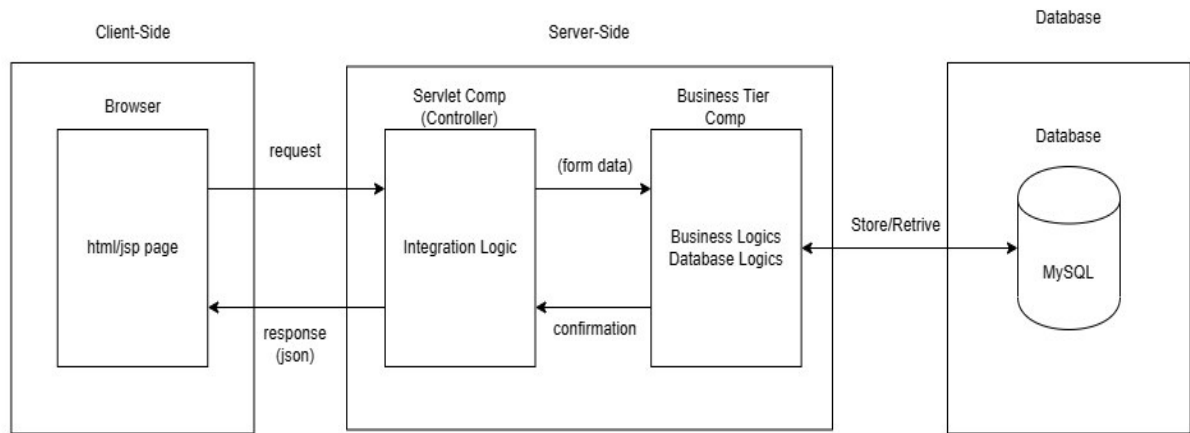 Client-Side
Server-Side
Database
Browser
Servlet Comp
(Controller)
Business Tier
Comp
Database
request
(form data)
html/jsp page
Integration Logic
Business Logics
Database Logics
Store/Retrive
MySQL
response
(json)
confirmation